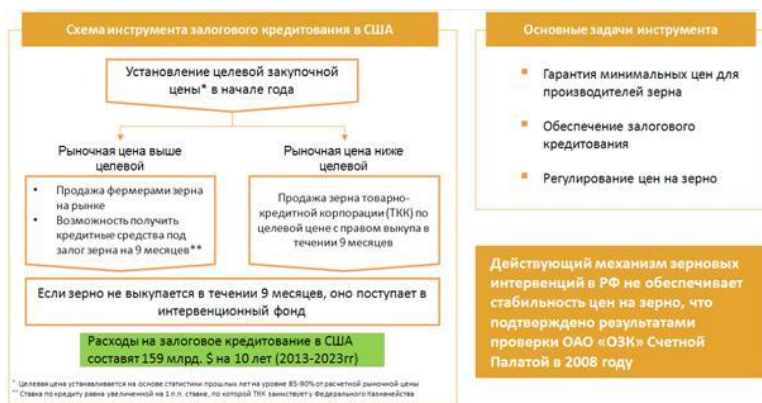 Схема инструмента залогового кредитования в США
Установление целевой закупочной
цены* в начале года
Рыночная цена выше
целевой
• Продажа фермерами зерна
на рынке
• Возможность получить
кредитные средства под
залог зерна на 9 месяцев**
Рыночная цена ниже
целевой
Продажа зерна товарно-
кредитной корпорации (ТКК) по
целевой цене с правом выкупа в
течении 9 месяцев
Если зерно не выкупается в течении 9 месяцев, оно поступает в
интервенционный фонд
Расходы на залоговое кредитование в США
составят 159 млрд. $ на 10 лет (2013-2023гг)
* Целевая цена устанавливается на основе статистики прошлых лет на уровне 85-90% от расчетной рыночной цены
** Ставка по кредиту равна увеличенной на 1 п.п. ставке, по которой ТКК заимствует у Федерального Казначейства
Основные задачи инструмента
Гарантия минимальных цен для
производителей зерна
Обеспечение залогового
кредитования
Регулирование цен на зерно
Действующий механизм зерновых
интервенций в РФ не обеспечивает
стабильность цен на зерно, что
подтверждено результатами
проверки ОАО «ОЗК» Счетной
Палатой в 2008 году